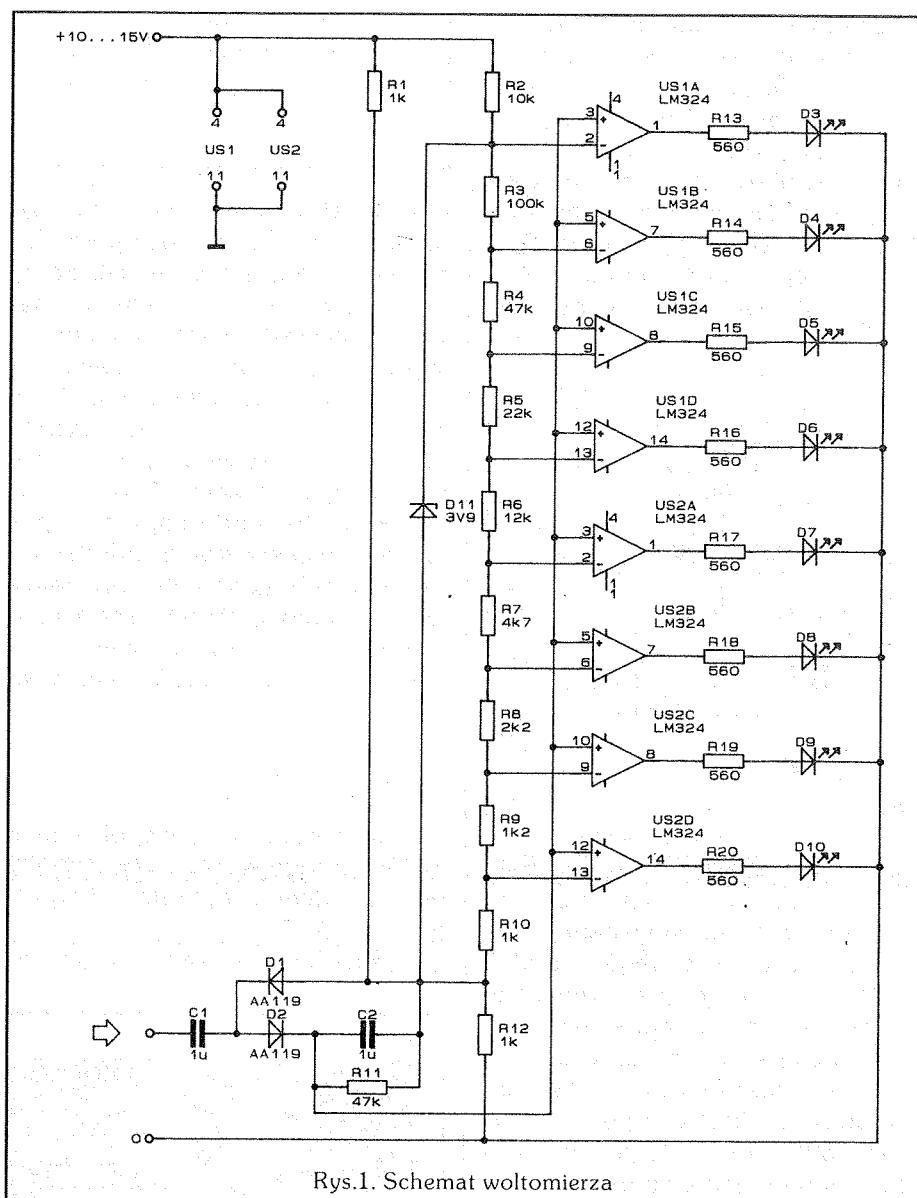 +10...15V
R1
1k
R2
10k
4
4
US1
US2
11
11
US1A
LM324
4
3
+
2
-
1
11
R13
560
D3
R3
100k
US1B
LM324
5
+
6
-
7
R14
560
D4
R4
47k
US1C
LM324
10
+
9
-
8
R15
560
D5
R5
22k
US1D
LM324
12
+
13
-
14
R16
560
D6
D11
3V9
R6
12k
US2A
LM324
4
3
+
2
-
1
11
R17
560
D7
R7
4k7
US2B
LM324
5
+
6
-
7
R18
560
D8
R8
2k2
US2C
LM324
10
+
9
-
8
R19
560
D9
R9
1k2
US2D
LM324
12
+
13
-
14
R20
560
D10
R10
1k
D1
AA119
C1
1u
D2
AA119
C2
1u
R12
1k
R11
47k
Rys.1. Schemat woltomierza